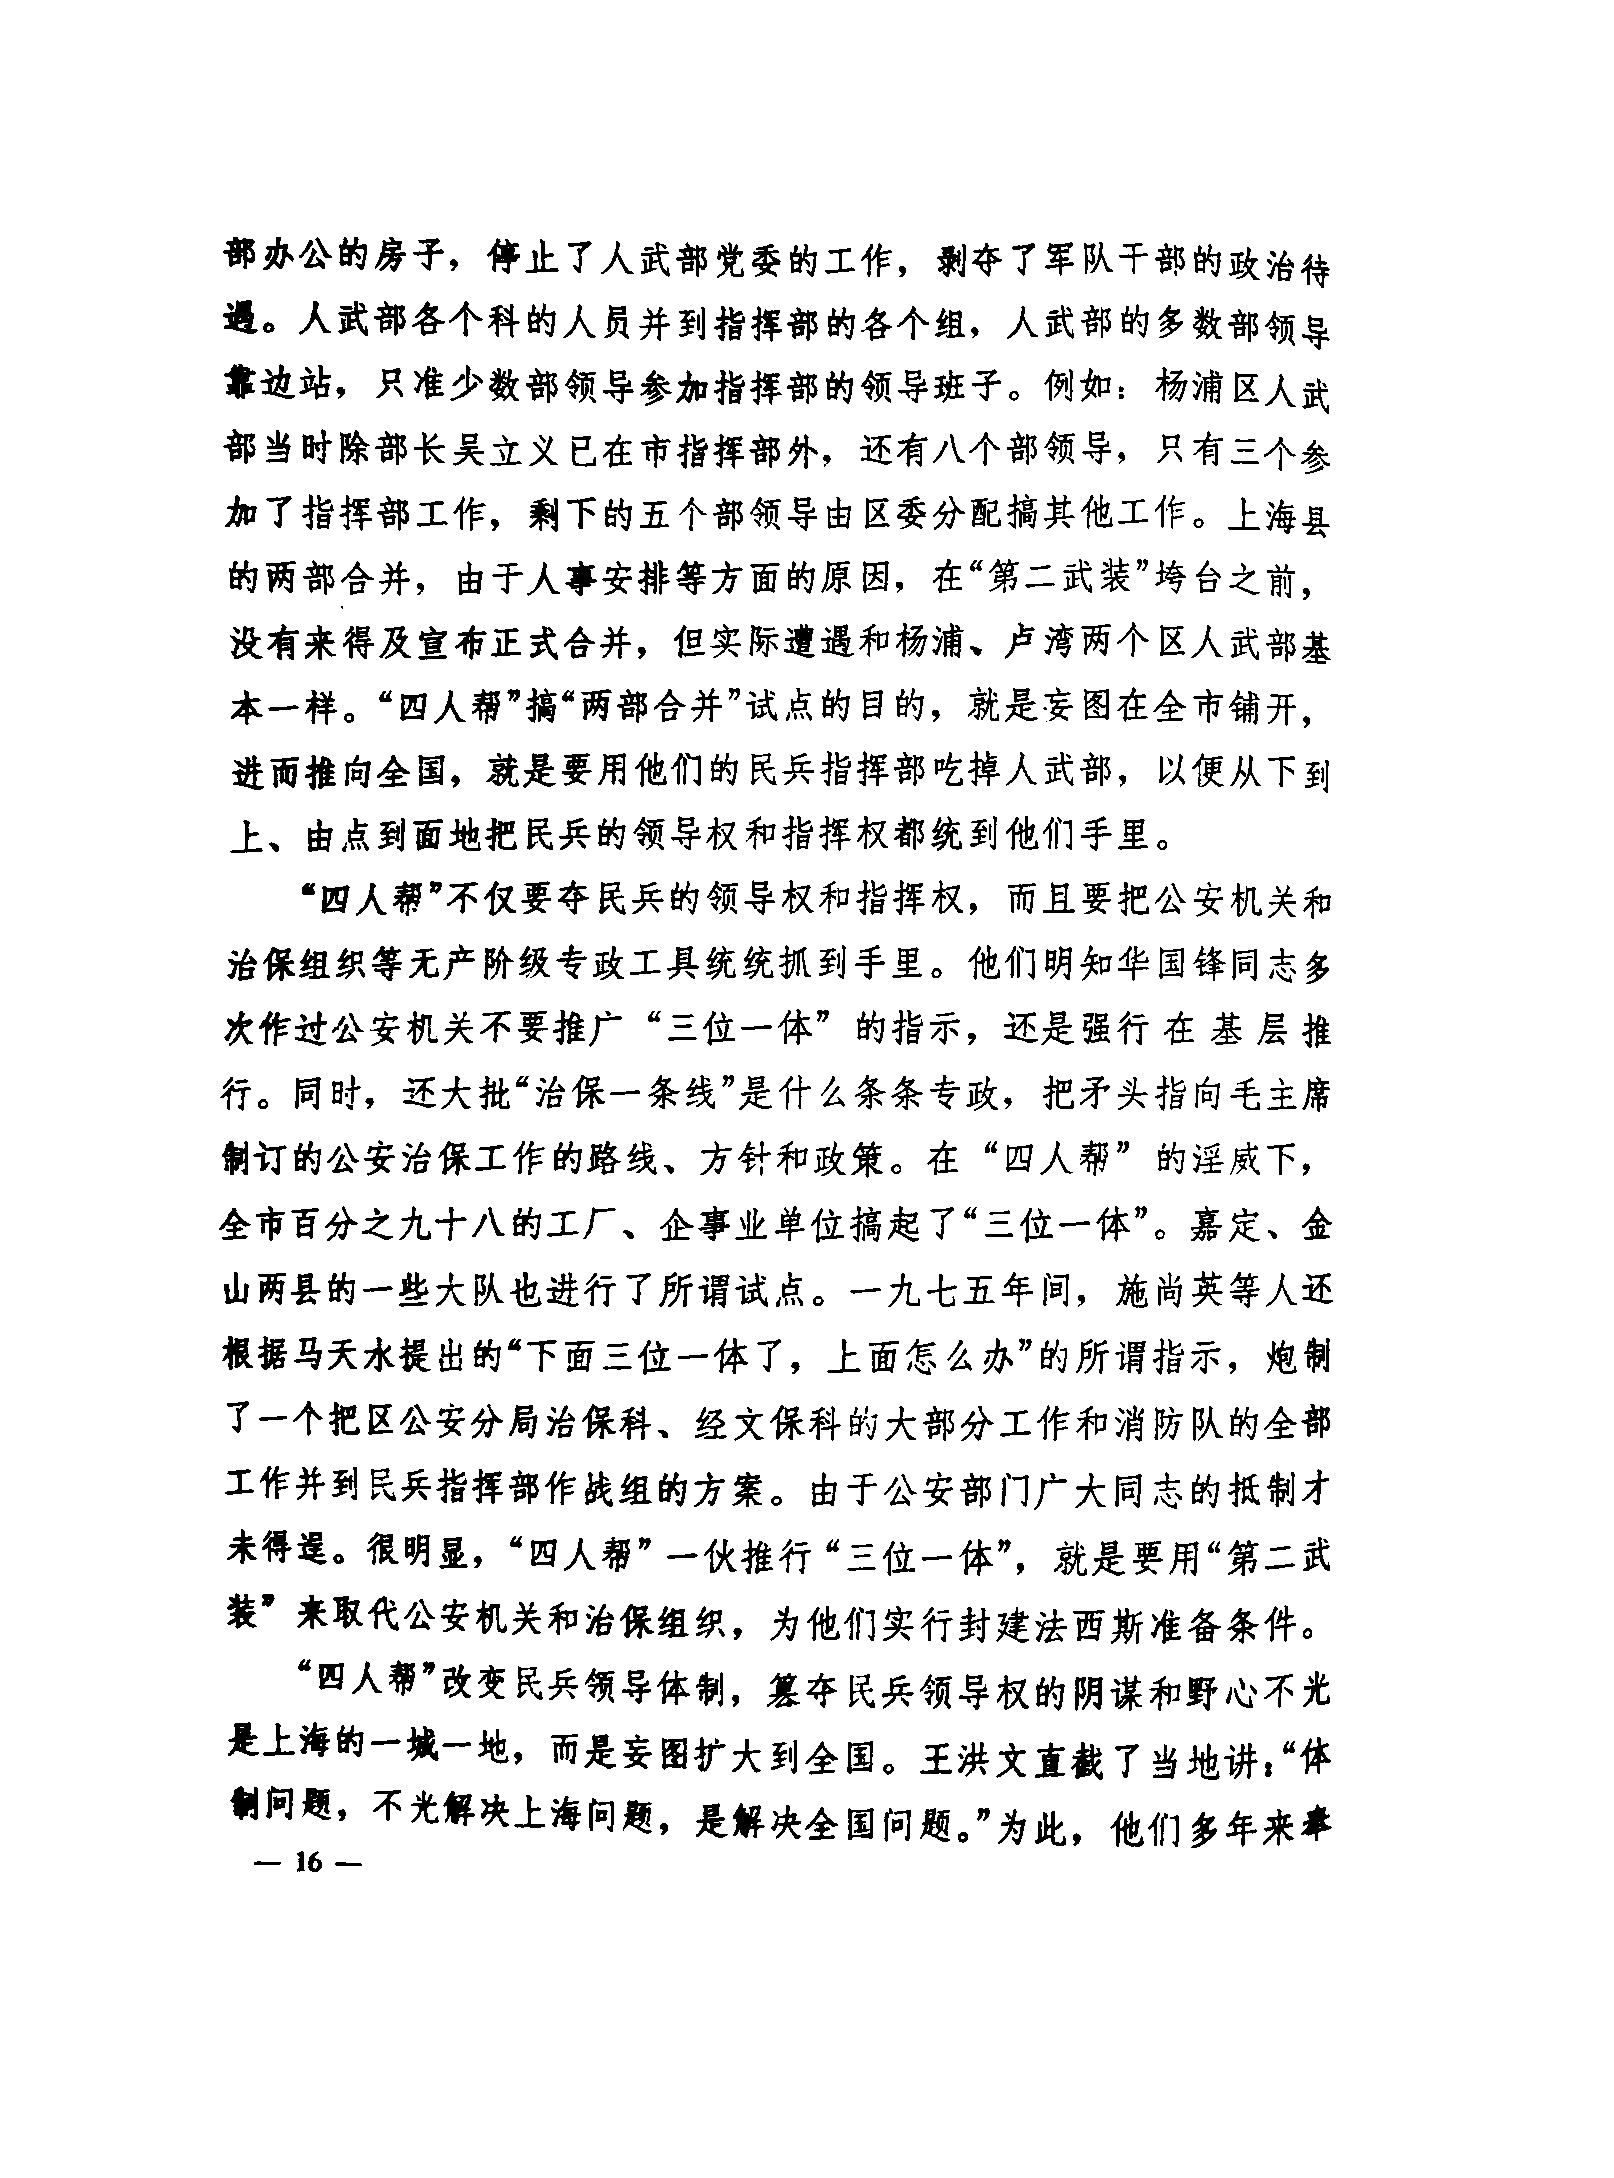 部办公的房子，停止了人武部党委的工作，剥夺了军队干部的政治待
遇。人武部各个科的人员并到指挥部的各个组，人武部的多数部领导
靠边站，只准少数部领导参加指挥部的领导班子。例如：杨浦区人武
部当时除部长吴立义已在市指挥部外，还有八个部领导，只有三个参
加了指挥部工作，剩下的五个部领导由区委分配搞其他工作。上海县
的两部合并，由于人事安排等方面的原因，在“第二武装”垮台之前，
没有来得及宣布正式合并，但实际遭遇和杨浦、卢湾两个区人武部基
本一样。“四人帮”搞“两部合并”试点的目的，就是妄图在全市铺开，
进而推向全国，就是要用他们的民兵指挥部吃掉人武部，以便从下到
上、由点到面地把民兵的领导权和指挥权都统到他们手里。
“四人帮”不仅要夺民兵的领导权和指挥权，而且要把公安机关和
治保组织等无产阶级专政工具统统抓到手里。他们明知华国锋同志多
次作过公安机关不要推广“三位一体”的指示，还是强行在基层推
行。同时，还大批“治保一条线”是什么条条专政，把矛头指向毛主席
制订的公安治保工作的路线、方针和政策。在“四人帮”的淫威下，
全市百分之九十八的工厂、企事业单位搞起了“三位一体”。嘉定、金
山两县的一些大队也进行了所谓试点。一九七五年间，施尚英等人还
根据马天水提出的“下面三位一体了，上面怎么办”的所谓指示，炮制
了一个把区公安分局治保科、经文保科的大部分工作和消防队的全部
工作并到民兵指挥部作战组的方案。由于公安部门广大同志的抵制才
未得逞。很明显，“四人帮”一伙推行“三位一体”，就是要用“第二武
装”来取代公安机关和治保组织，为他们实行封建法西斯准备条件。
“四人帮”改变民兵领导体制，篡夺民兵领导权的阴谋和野心不光
是上海的一城一地，而是妄图扩大到全国。王洪文直截了当地讲：“体
制问题，不光解决上海问题，是解决全国问题。”为此，他们多年来牵
— 16 —